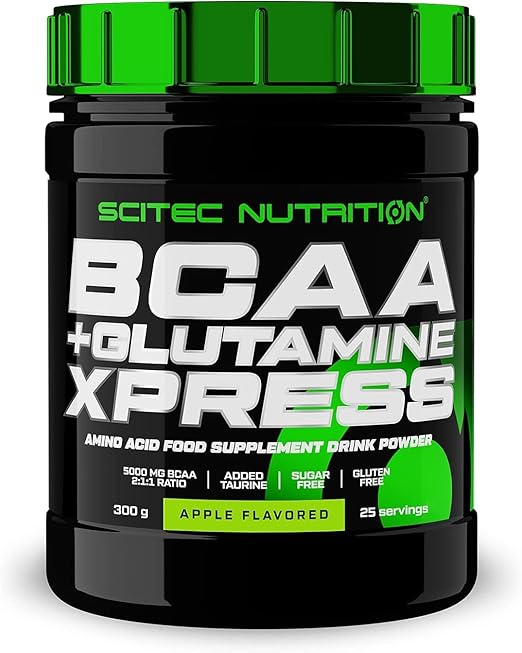 SCITEC NUTRITION®
BCAA
+GLUTAMINE
XPRESS
AMINO ACID FOOD SUPPLEMENT DRINK POWDER
5000 MG BCAA | ADDED | SUGAR | GLUTEN
2:1:1 RATIO | TAURINE | FREE | FREE
300 g APPLE FLAVORED 25 servings